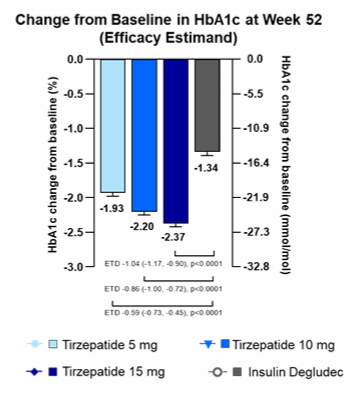 Change from Baseline in HbA1c at Week 52
(Efficacy Estimand)
HbA1c change from baseline (%)
0.0
-0.5
-1.0
-1.5
-2.0
-2.5
-3.0
-1.93
-2.20
-2.37
-1.34
0.0
-5.5
-10.9
-16.4
-21.9
-27.3
-32.8
HbA1c change from baseline (mmol/mol)
ETD -1.04 (-1.17, -0.90), p<0.0001
ETD -0.86 (-1.00, -0.72), p<0.0001
ETD -0.59 (-0.73, -0.45), p<0.0001
Tirzepatide 5 mg
Tirzepatide 10 mg
Tirzepatide 15 mg
Insulin Degludec